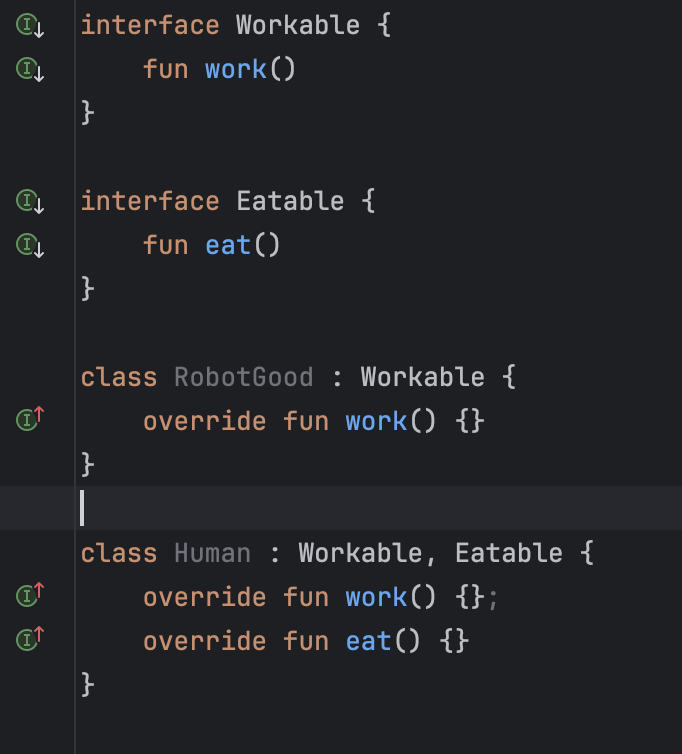 interface Workable {
    fun work()
}
interface Eatable {
    fun eat()
}
class RobotGood : Workable {
    override fun work() {}
}
class Human : Workable, Eatable {
    override fun work() {};
    override fun eat() {}
}